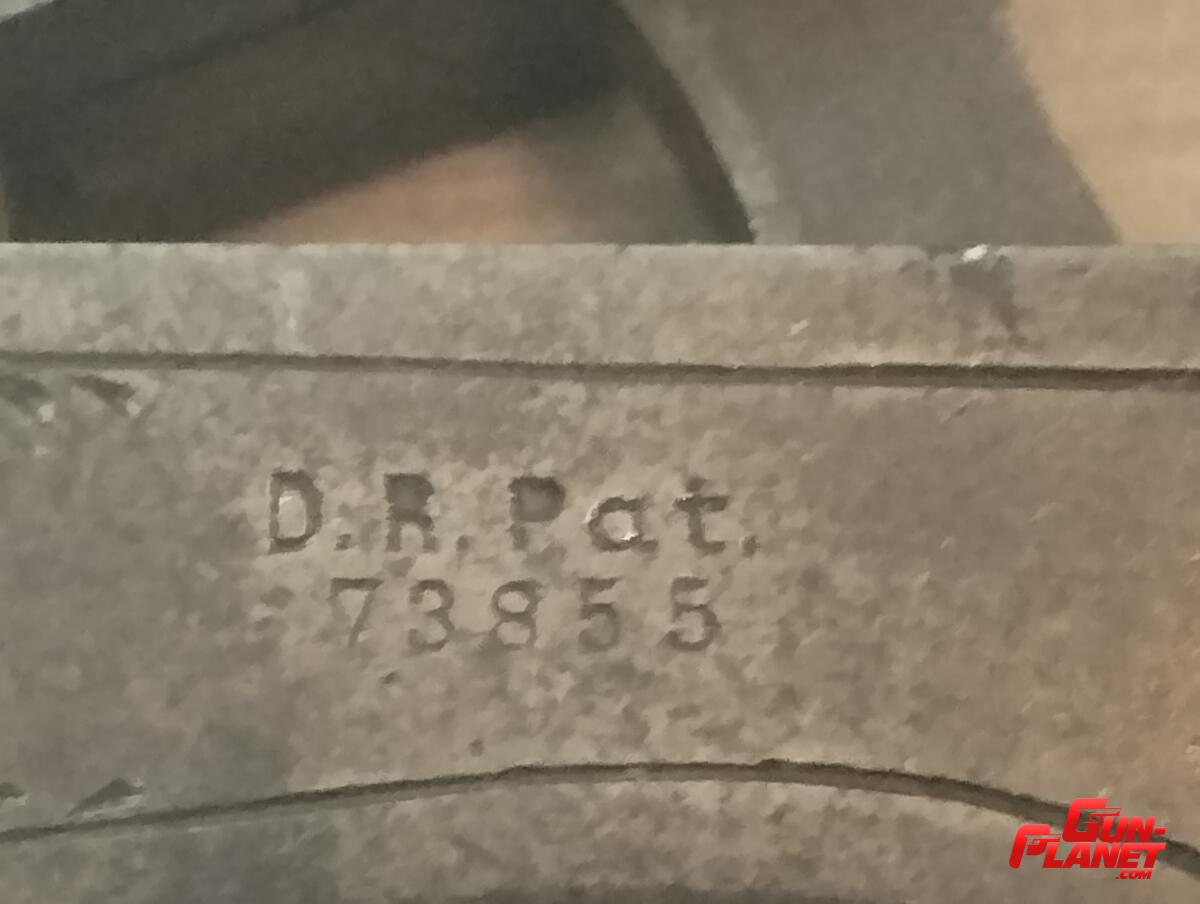 D.R.Pat.
73855
GUN-
PLANET
.COM